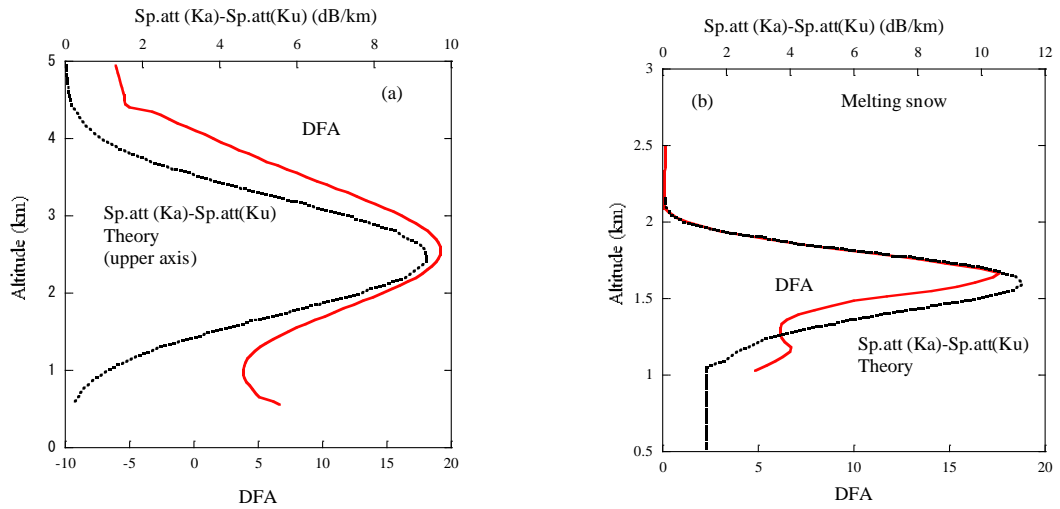 Sp.att (Ka)-Sp.att(Ku) (dB/km)
0 2 4 6 8 10
5
4
3
2
1
0
Altitude (km)
(a)
DFA
Sp.att (Ka)-Sp.att(Ku)
Theory
(upper axis)
-10 -5 0 5 10 15 20
DFA
Sp.att (Ka)-Sp.att(Ku) (dB/km)
0 2 4 6 8 10 12
3
2.5
2
1.5
1
0.5
Altitude (km)
(b)
Melting snow
DFA
Sp.att (Ka)-Sp.att(Ku)
Theory
0 5 10 15 20
DFA